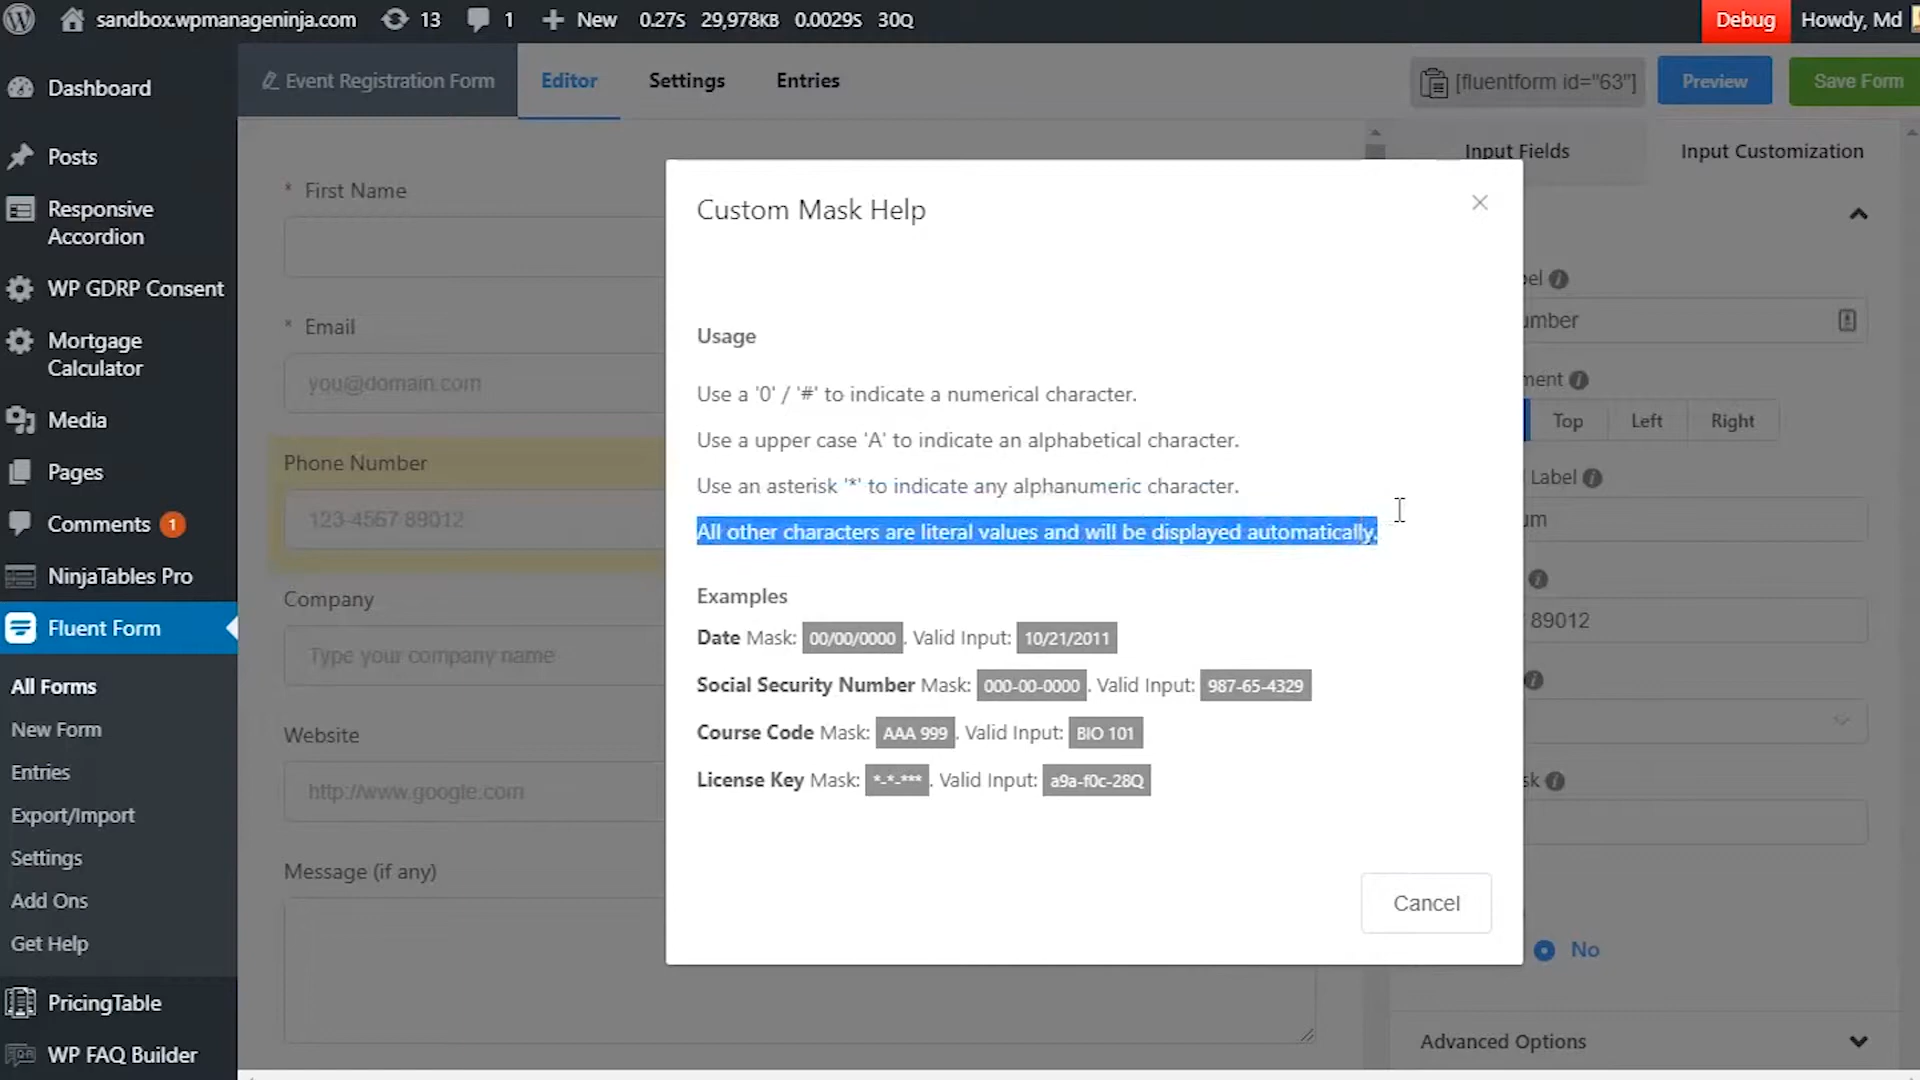 sandbox.wpmanageninja.com 13 1 New 0.27S 29,978KB 0.0029S 30Q Debug Howdy, Md
Event Registration Form Editor Settings Entries [fluentform id="63"] Preview Save Form
Dashboard
Posts
Responsive
Accordion
WP GDRP Consent
Mortgage
Calculator
Media
Pages
Comments 1
NinjaTables Pro
Fluent Form
All Forms
New Form
Entries
Export/Import
Settings
Add Ons
Get Help
PricingTable
WP FAQ Builder
* First Name
* Email
you@domain.com
Phone Number
123-4567 89012
Company
Type your company name
Website
http://www.google.com
Message (if any)
Custom Mask Help
Usage
Use a '0' / '#' to indicate a numerical character.
Use a upper case 'A' to indicate an alphabetical character.
Use an asterisk '*' to indicate any alphanumeric character.
All other characters are literal values and will be displayed automatically.
Examples
Date Mask: 00/00/0000. Valid Input: 10/21/2011
Social Security Number Mask: 000-00-0000. Valid Input: 987-65-4329
Course Code Mask: AAA 999. Valid Input: BIO 101
License Key Mask: *-*-***. Valid Input: a9a-f0c-28Q
Cancel
Input Fields Input Customization
Top Left Right
Label
89012
No
Advanced Options